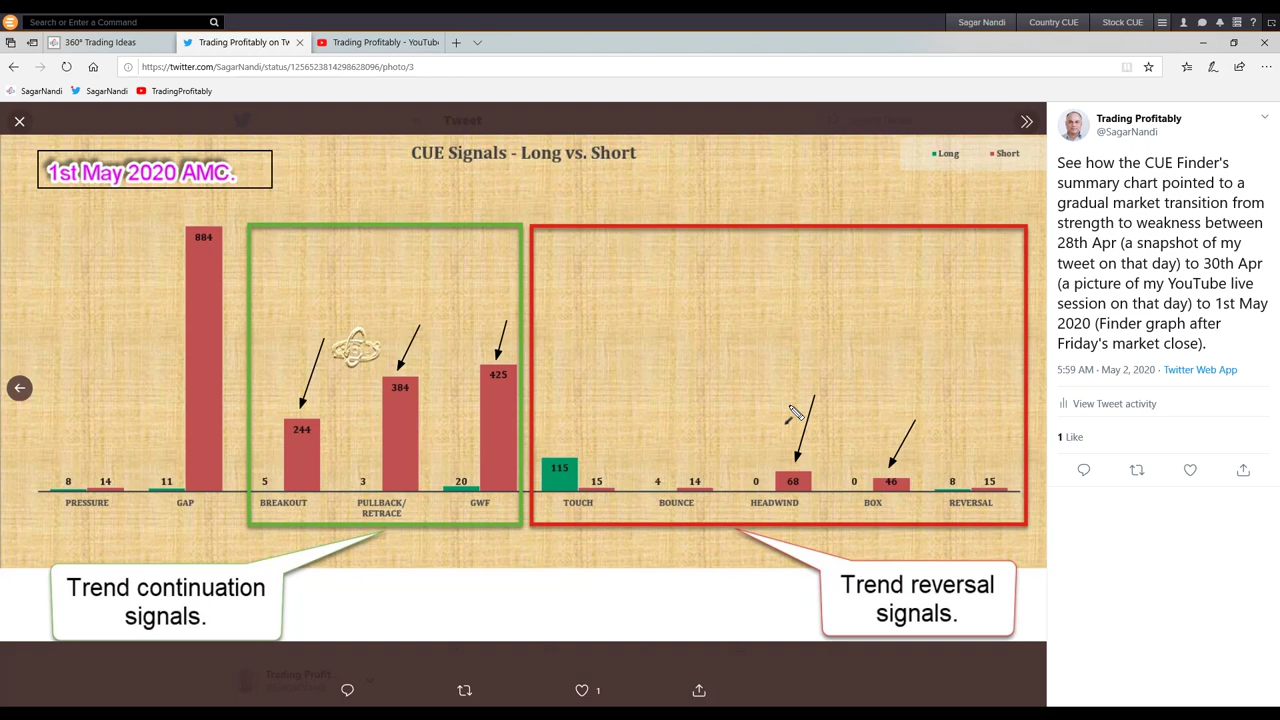 Search or Enter a Command
Sagar Nandi
Country CUE
Stock CUE
?
360° Trading Ideas
Trading Profitably on Tw
Trading Profitably - YouTub
https://twitter.com/SagarNandi/status/1256523814298628096/photo/3
SagarNandi
SagarNandi
TradingProfitably
Tweet
1st May 2020 AMC.
CUE Signals - Long vs. Short
Long
Short
884
244
384
425
115
8
14
11
5
3
20
15
4
14
0
68
0
46
8
15
PRESSURE
GAP
BREAKOUT
PULLBACK/
RETRACE
GWF
TOUCH
BOUNCE
HEADWIND
BOX
REVERSAL
Trend continuation
signals.
Trend reversal
signals.
Trading Profit
1
Trading Profitably
@SagarNandi
See how the CUE Finder's
summary chart pointed to a
gradual market transition from
strength to weakness between
28th Apr (a snapshot of my
tweet on that day) to 30th Apr
(a picture of my YouTube live
session on that day) to 1st May
2020 (Finder graph after
Friday's market close).
5:59 AM - May 2, 2020 · Twitter Web App
View Tweet activity
1 Like